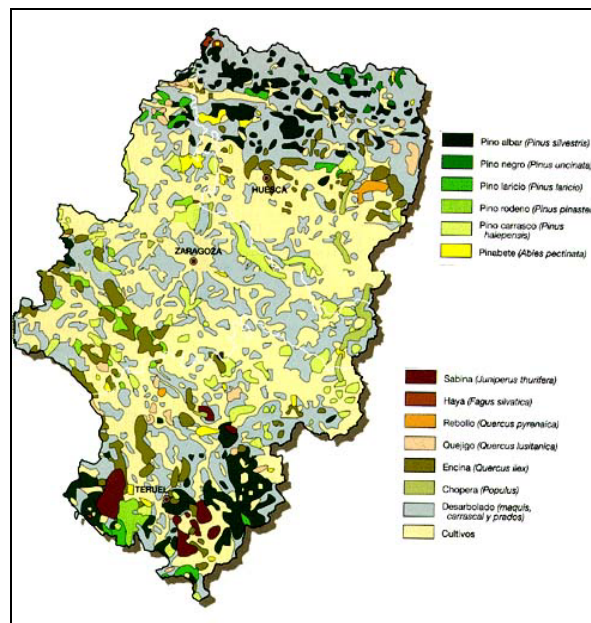 HUESCA
ZARAGOZA
TERUEL
Pino albar (Pinus silvestris)
Pino negro (Pinus uncinata)
Pino laricio (Pinus laricio)
Pino rodeno (Pinus pinaster
Pino carrasco (Pinus
halepensis)
Pinabete (Abies pectinata)
Sabina (Juniperus thurifera)
Haya (Fagus silvatica)
Rebollo (Quercus pyrenaica)
Quejigo (Quercus lusitanica)
Encina (Quercus ilex)
Chopera (Populus)
Desarbolado (maquis,
carrascal y prados)
Cultivos